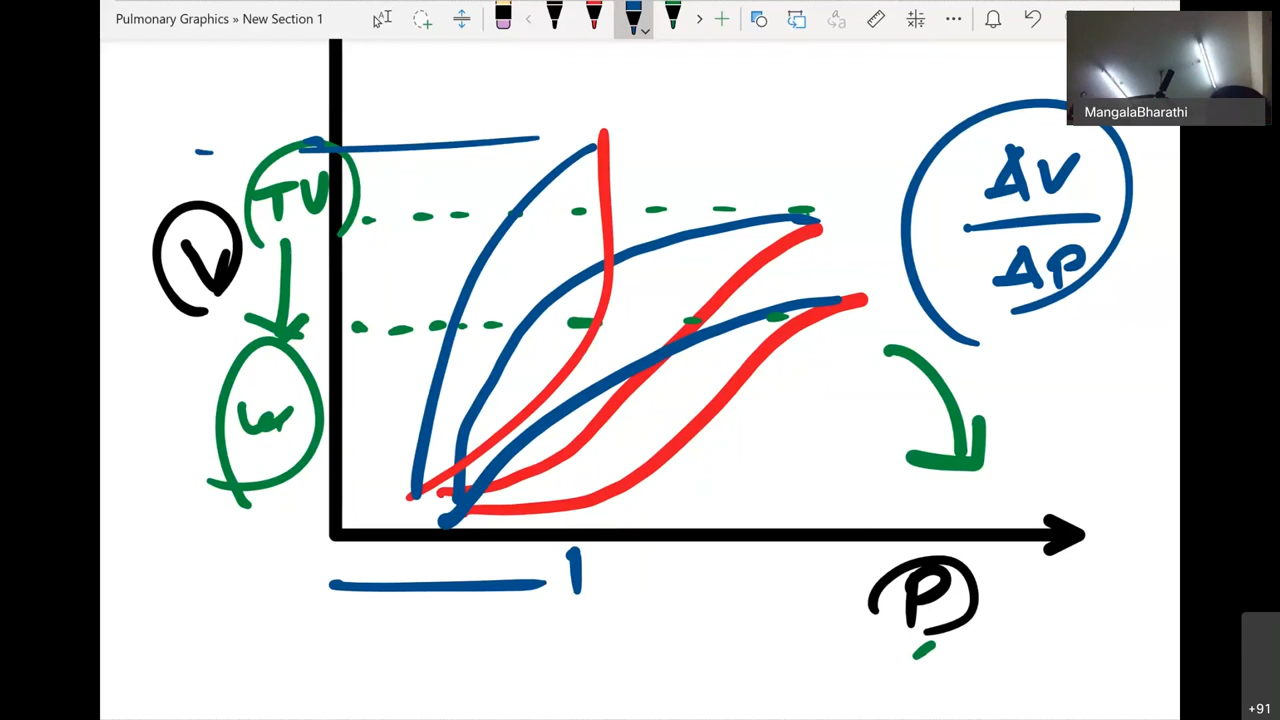 Pulmonary Graphics » New Section 1
MangalaBharathi
TV
V
ΔV
ΔP
P
+91